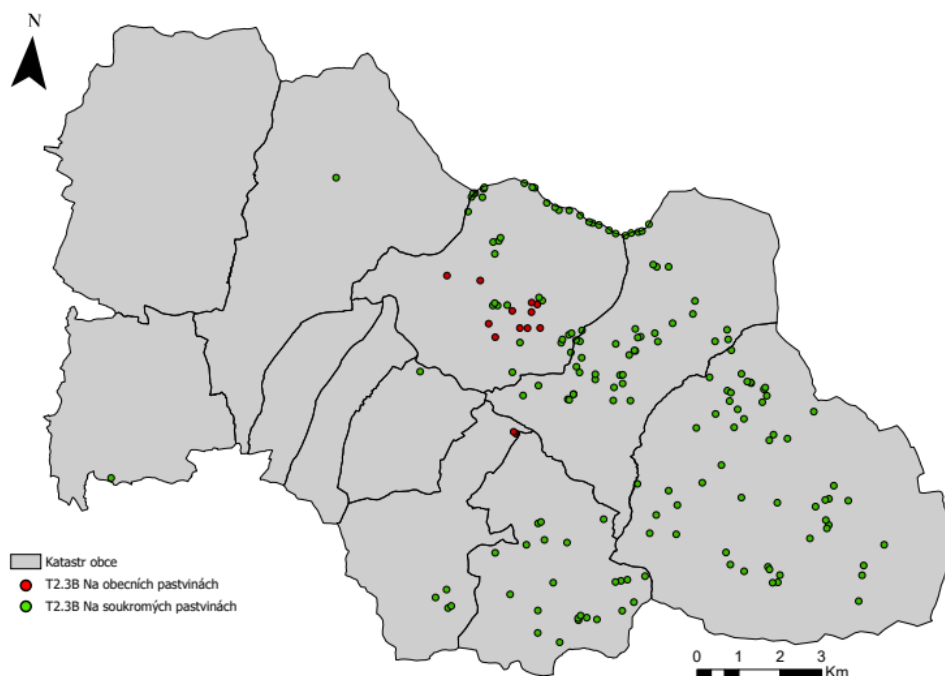 N
Katastr obce
T2.3B Na obecních pastvinách
T2.3B Na soukromých pastvinách
0 1 2 3
Km